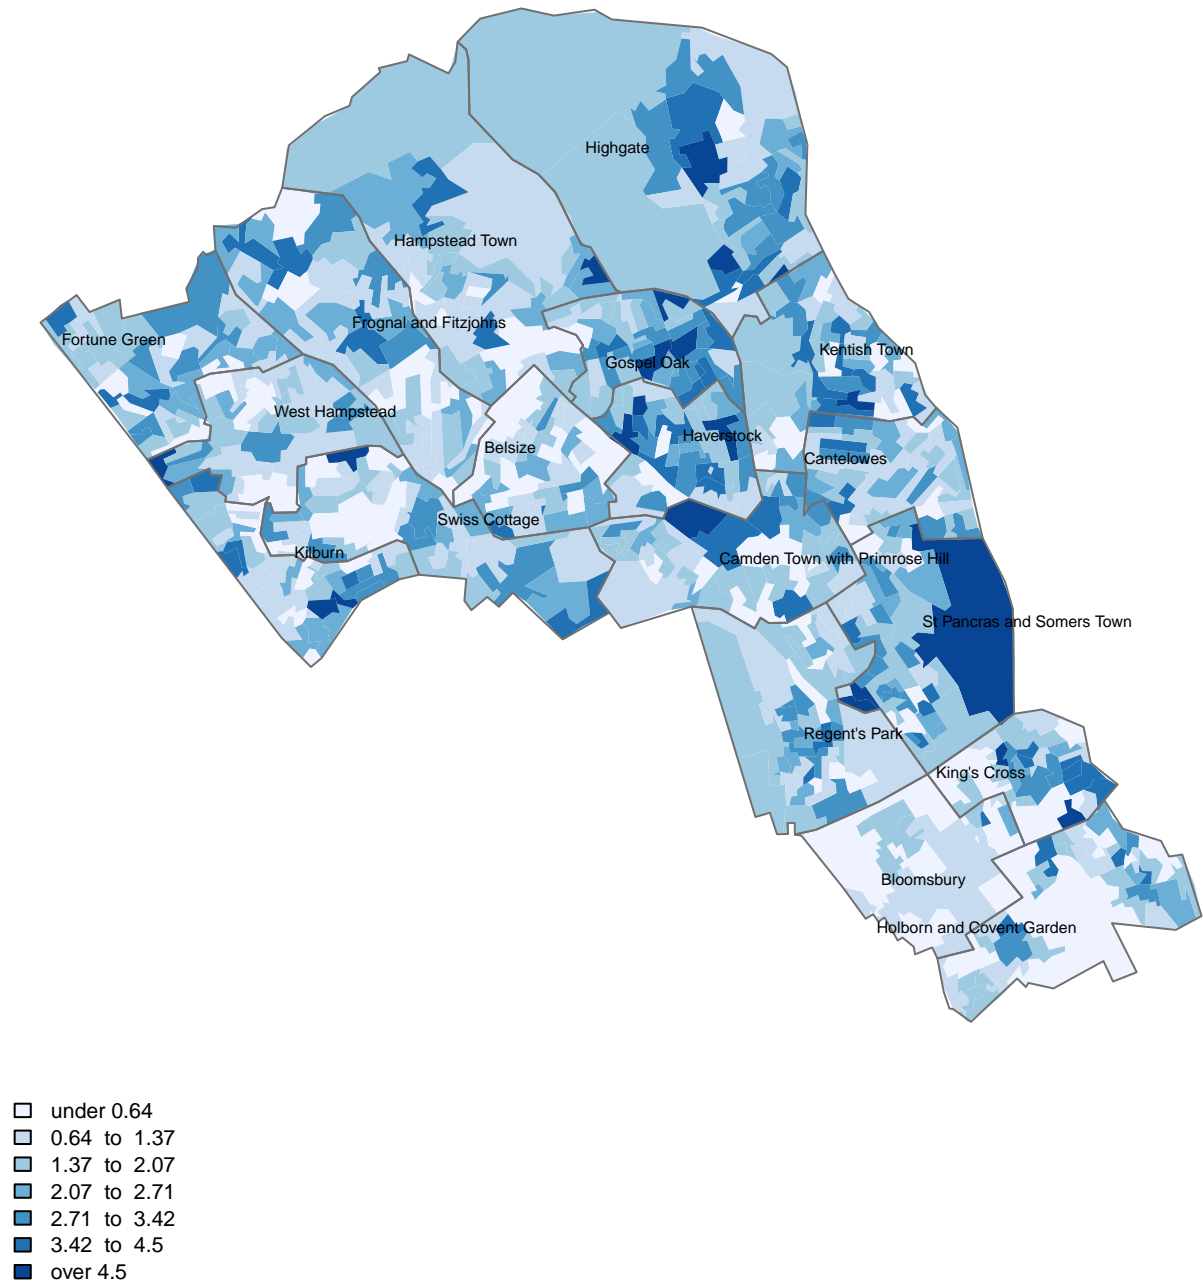 Highgate
Hampstead Town
Frognal and Fitzjohns
Fortune Green
Kentish Town
Gospel Oak
West Hampstead
Haverstock
Belsize
Cantelowes
Swiss Cottage
Kilburn
Camden Town with Primrose Hill
St Pancras and Somers Town
Regent's Park
King's Cross
Bloomsbury
Holborn and Covent Garden
under 0.64
0.64 to 1.37
1.37 to 2.07
2.07 to 2.71
2.71 to 3.42
3.42 to 4.5
over 4.5